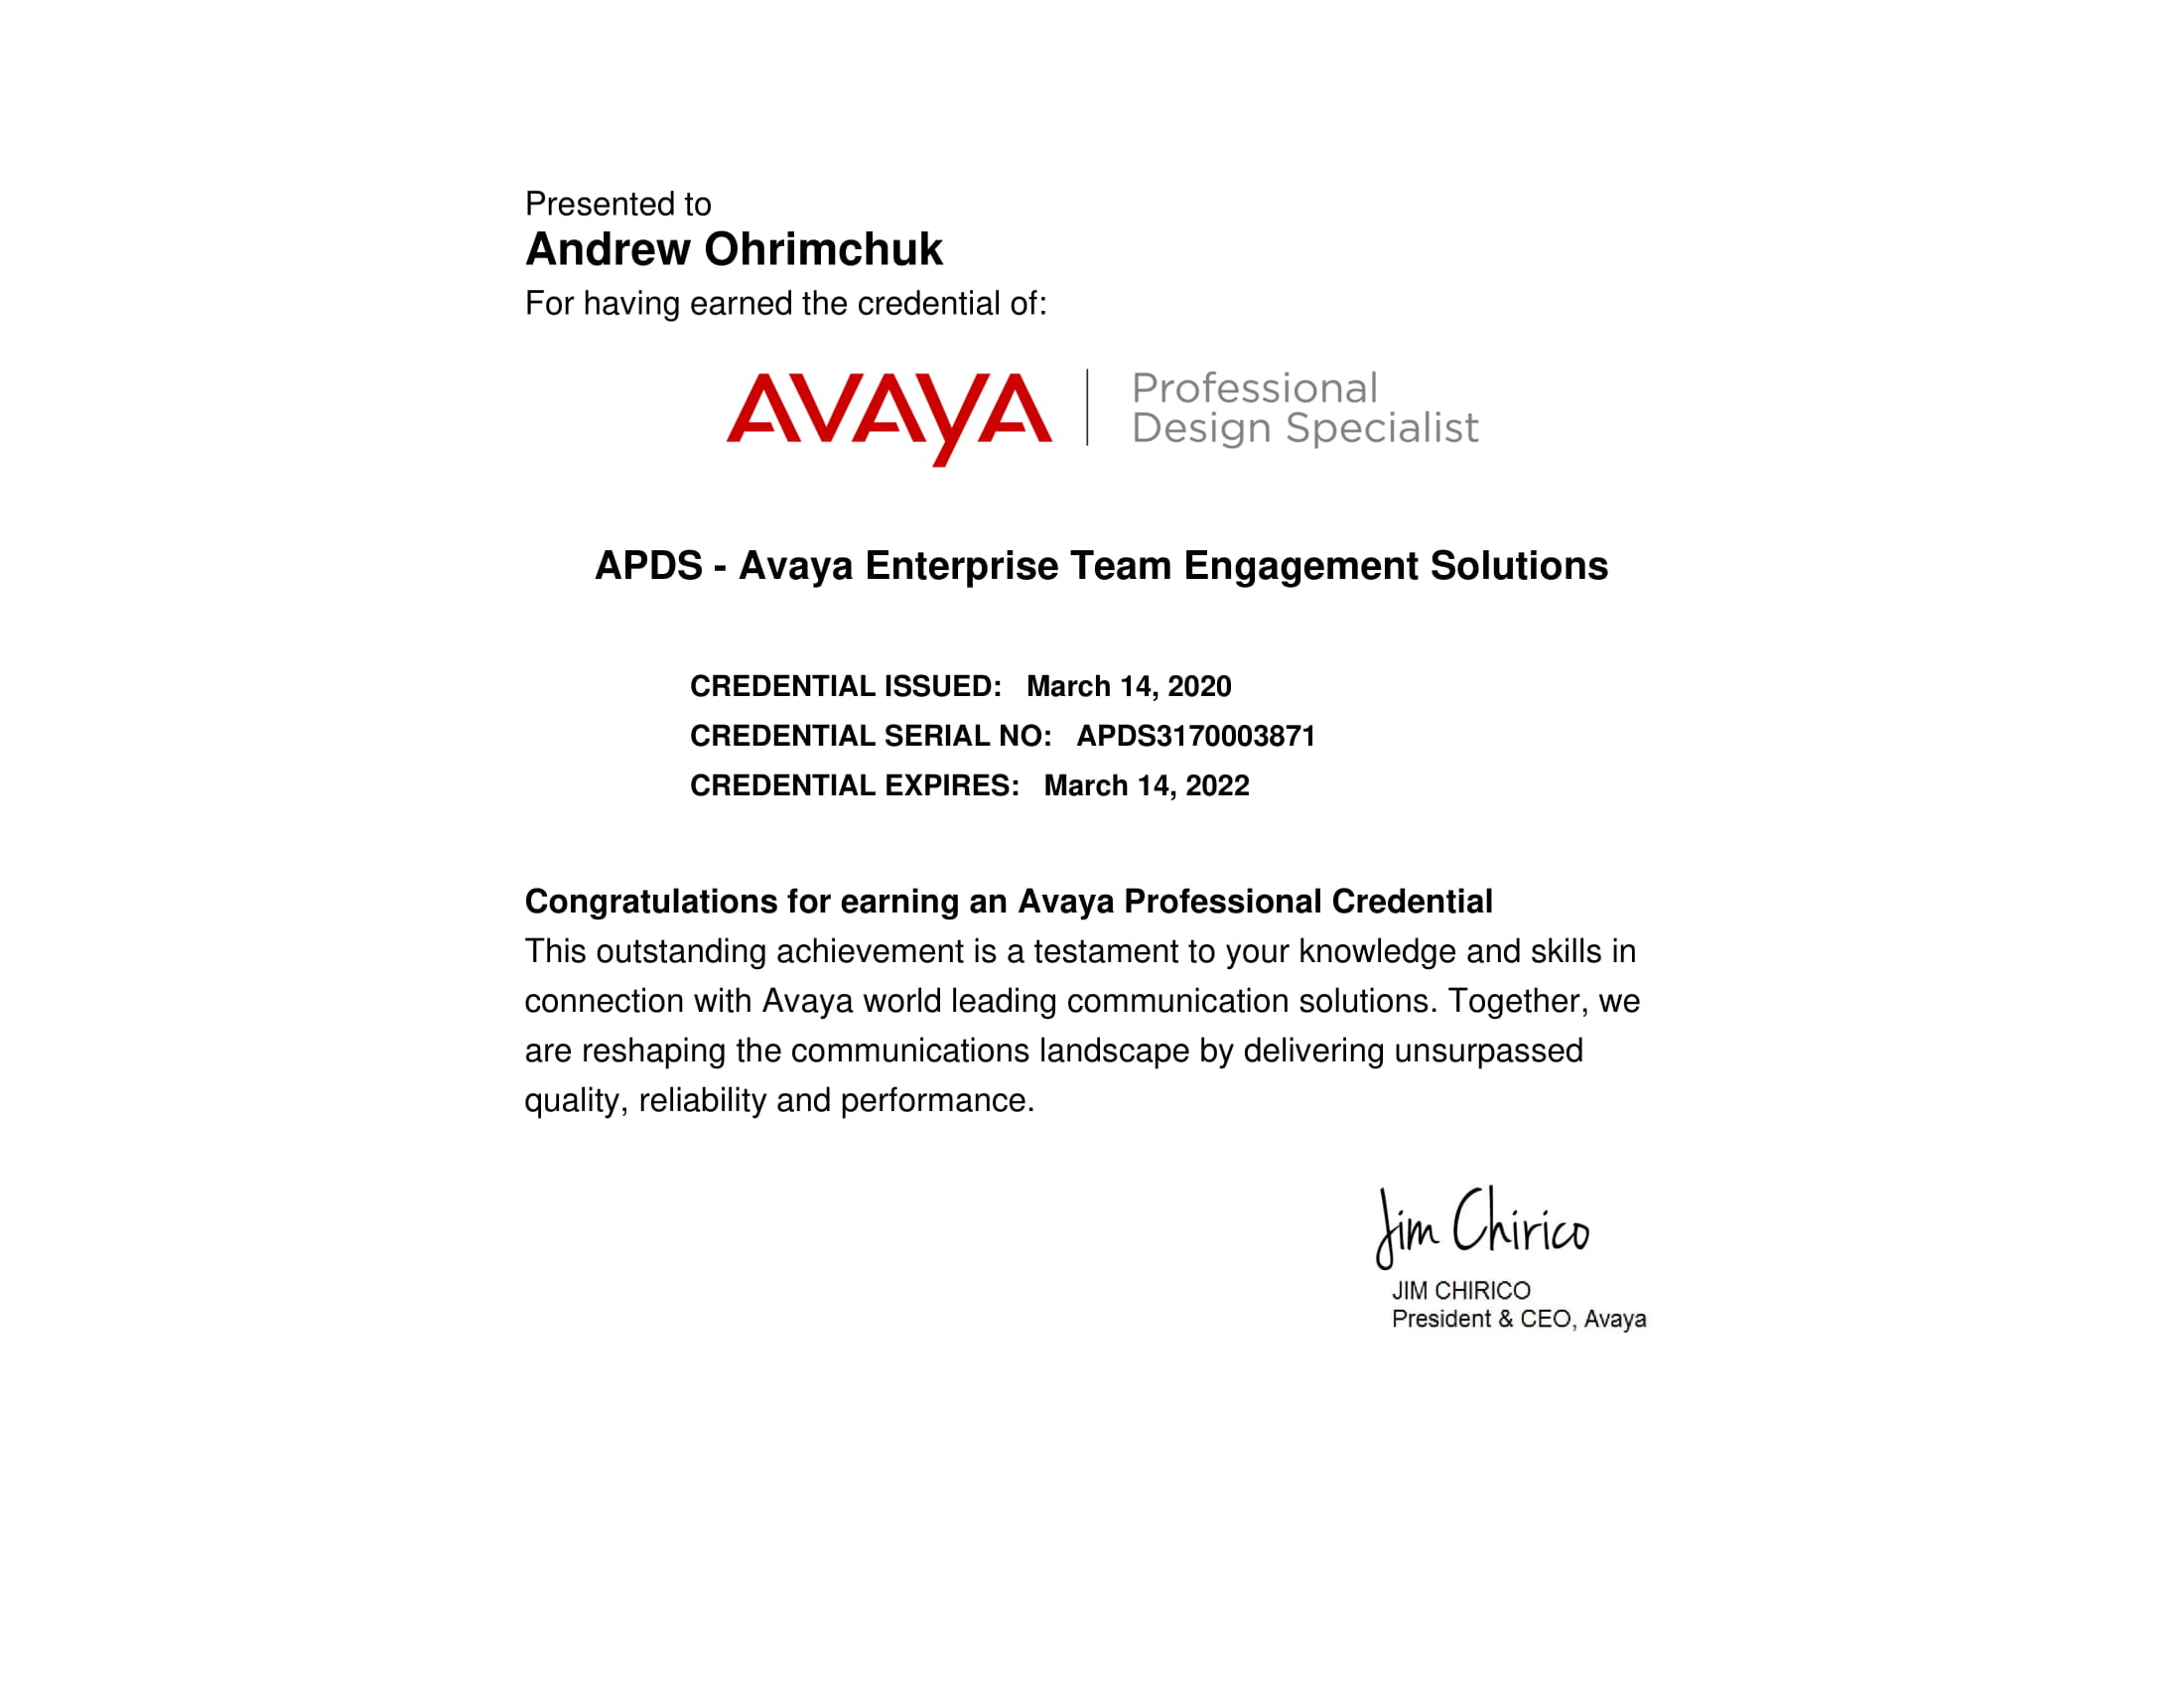 Presented to
Andrew Ohrimchuk
For having earned the credential of:
AVAYA
Professional
Design Specialist
APDS - Avaya Enterprise Team Engagement Solutions
CREDENTIAL ISSUED: March 14, 2020
CREDENTIAL SERIAL NO: APDS3170003871
CREDENTIAL EXPIRES: March 14, 2022
Congratulations for earning an Avaya Professional Credential
This outstanding achievement is a testament to your knowledge and skills in
connection with Avaya world leading communication solutions. Together, we
are reshaping the communications landscape by delivering unsurpassed
quality, reliability and performance.
Jim Chirico
JIM CHIRICO
President & CEO, Avaya